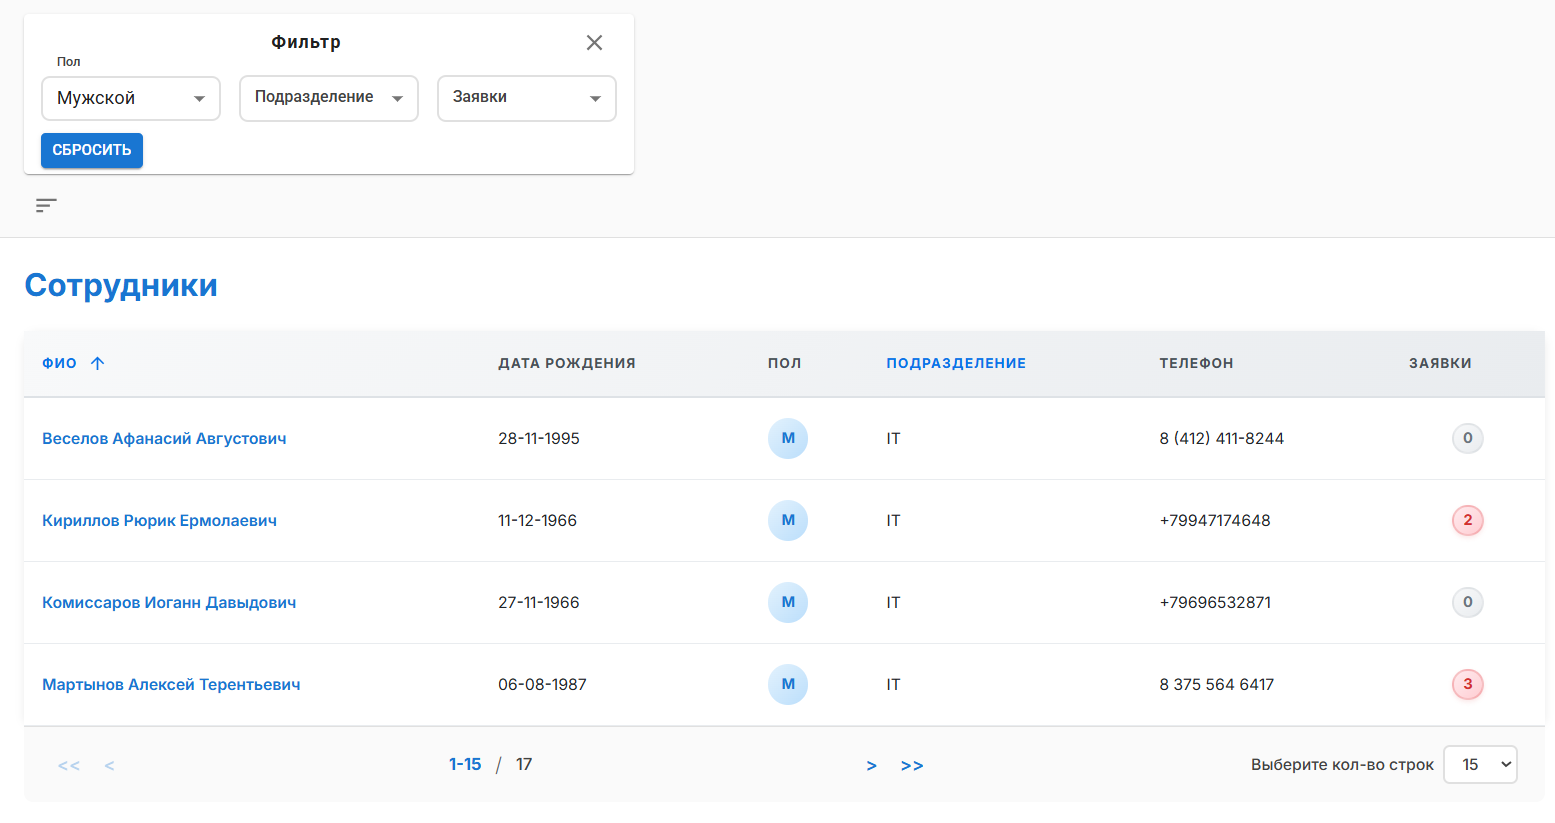 Фильтр
Пол
Мужской Подразделение Заявки
СБРОСИТЬ
Сотрудники
ФИО ДАТА РОЖДЕНИЯ ПОЛ ПОДРАЗДЕЛЕНИЕ ТЕЛЕФОН ЗАЯВКИ
Веселов Афанасий Августович 28-11-1995 М IT 8 (412) 411-8244 0
Кириллов Рюрик Ермолаевич 11-12-1966 М IT +79947174648 2
Комиссаров Иоганн Давыдович 27-11-1966 М IT +79696532871 0
Мартынов Алексей Терентьевич 06-08-1987 М IT 8 375 564 6417 3
<< < 1-15 / 17 > >> Выберите кол-во строк 15